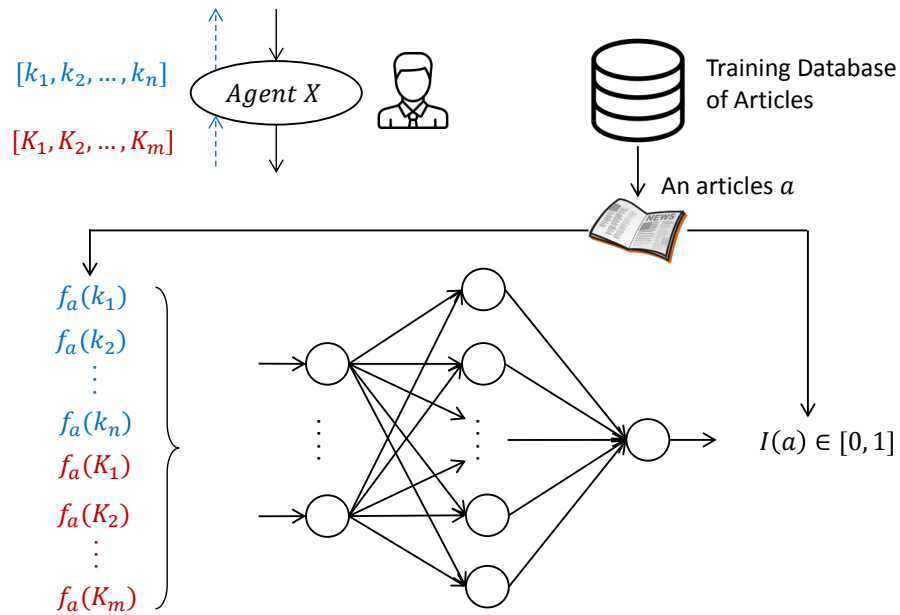 [k₁, k₂, …, kₙ]
Agent X
[K₁, K₂, …, Kₘ]
Training Database
of Articles
An articles a
NEWS
fₐ(k₁)
fₐ(k₂)
⋮
fₐ(kₙ)
fₐ(K₁)
fₐ(K₂)
⋮
fₐ(Kₘ)
I(a) ∈ [0, 1]